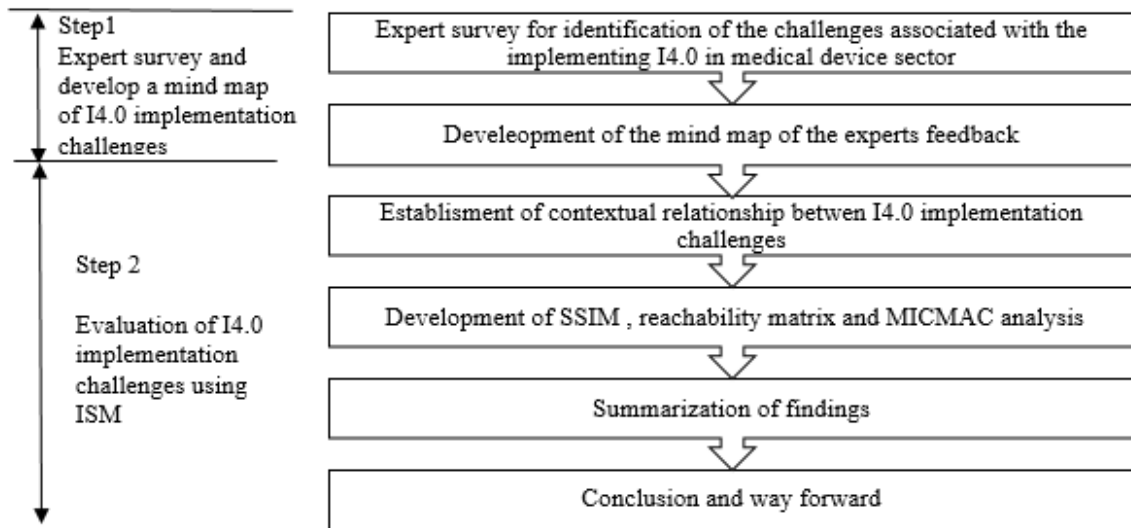 Step1
Expert survey and
develop a mind map
of I4.0 implementation
challenges
Expert survey for identification of the challenges associated with the
implementing I4.0 in medical device sector
Develeopment of the mind map of the experts feedback
Establisment of contextual relationship betwen I4.0 implementation
challenges
Step 2
Evaluation of I4.0
implementation
challenges using
ISM
Development of SSIM , reachability matrix and MICMAC analysis
Summarization of findings
Conclusion and way forward